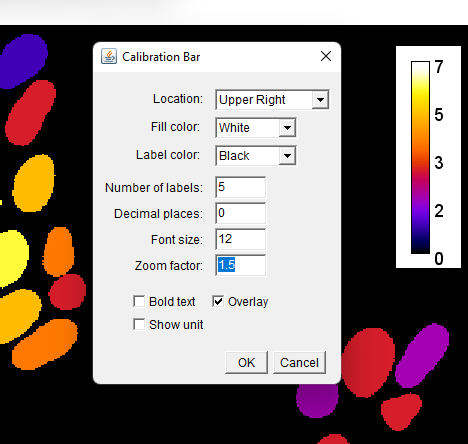 Calibration Bar
Location: Upper Right
Fill color: White
Label color: Black
Number of labels: 5
Decimal places: 0
Font size: 12
Zoom factor: 1.5
Bold text Overlay
Show unit
OK Cancel
7
5
3
2
0